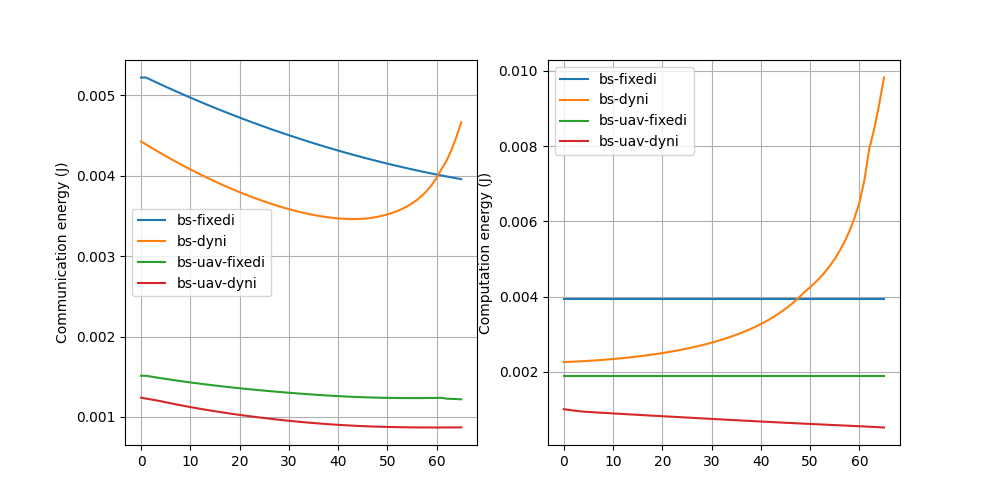 Communication energy (J)
0.005
0.004
0.003
0.002
0.001
0 10 20 30 40 50 60
bs-fixedi
bs-dyni
bs-uav-fixedi
bs-uav-dyni
Computation energy (J)
0.010
0.008
0.006
0.004
0.002
0 10 20 30 40 50 60
bs-fixedi
bs-dyni
bs-uav-fixedi
bs-uav-dyni